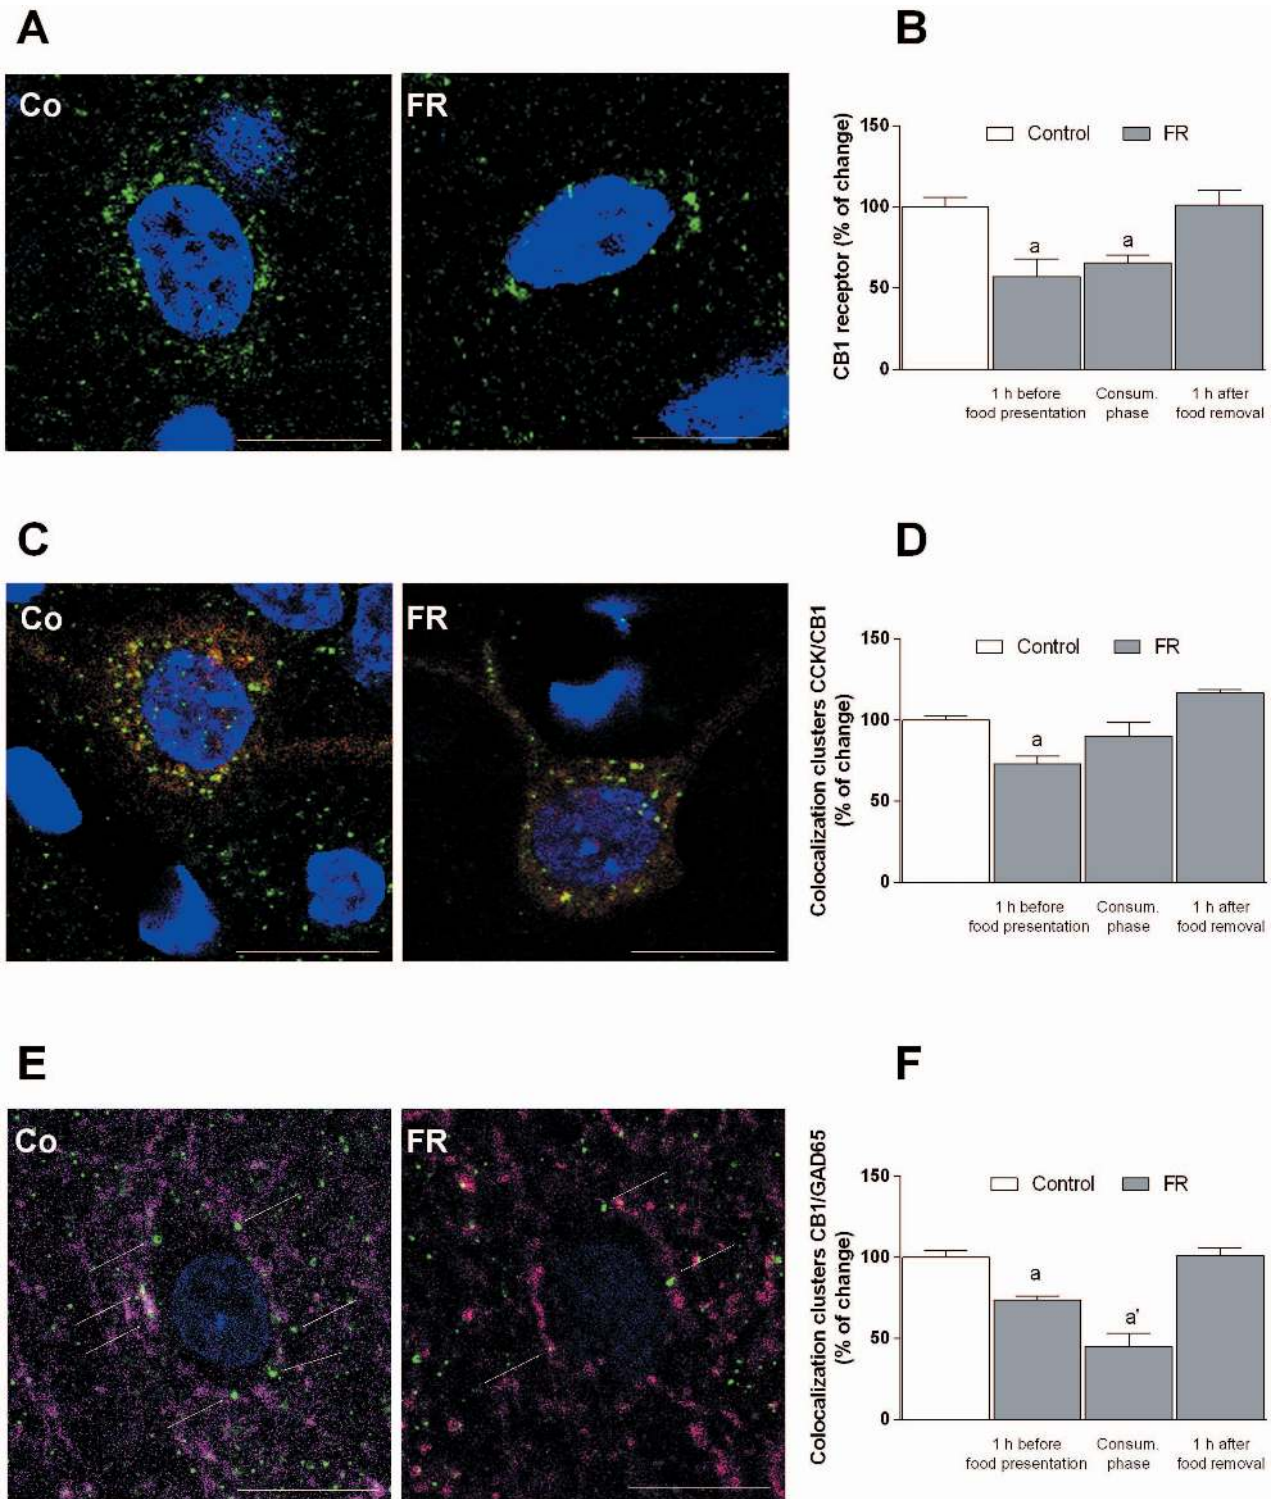 A
B
Co
FR
CB1 receptor (% of change)
150
100
50
0
Control
FR
a
a
1 h before
food presentation
Consum.
phase
1 h after
food removal
C
D
Co
FR
Colocalization clusters CCK/CB1
(% of change)
150
100
50
0
Control
FR
a
1 h before
food presentation
Consum.
phase
1 h after
food removal
E
F
Co
FR
Colocalization clusters CB1/GAD65
(% of change)
150
100
50
0
Control
FR
a
a'
1 h before
food presentation
Consum.
phase
1 h after
food removal